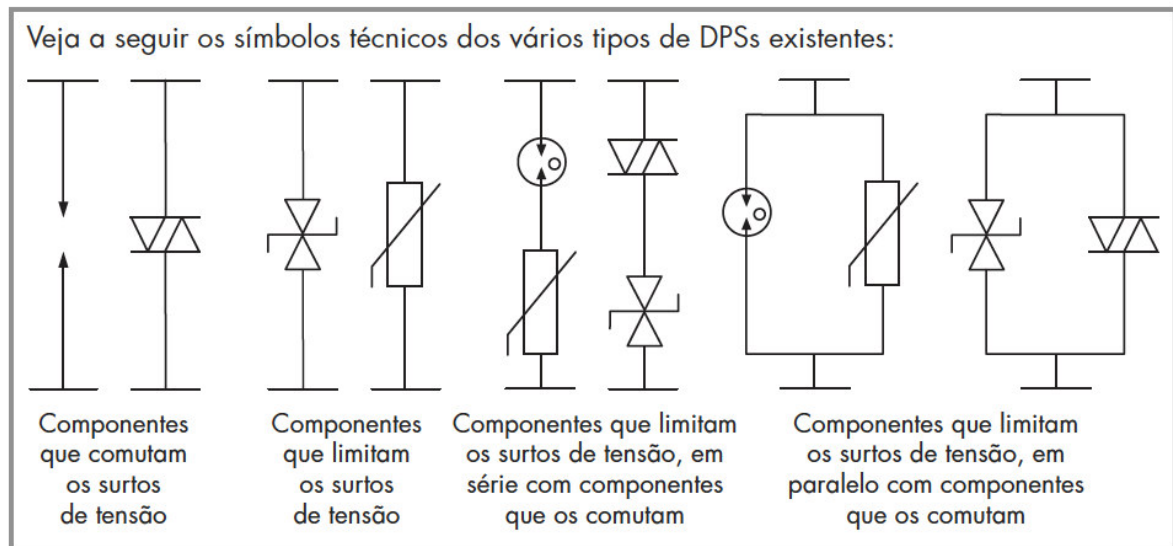 Veja a seguir os símbolos técnicos dos vários tipos de DPSs existentes:
Componentes
que comutam
os surtos
de tensão
Componentes
que limitam
os surtos
de tensão
Componentes que limitam
os surtos de tensão, em
série com componentes
que os comutam
Componentes que limitam
os surtos de tensão, em
paralelo com componentes
que os comutam